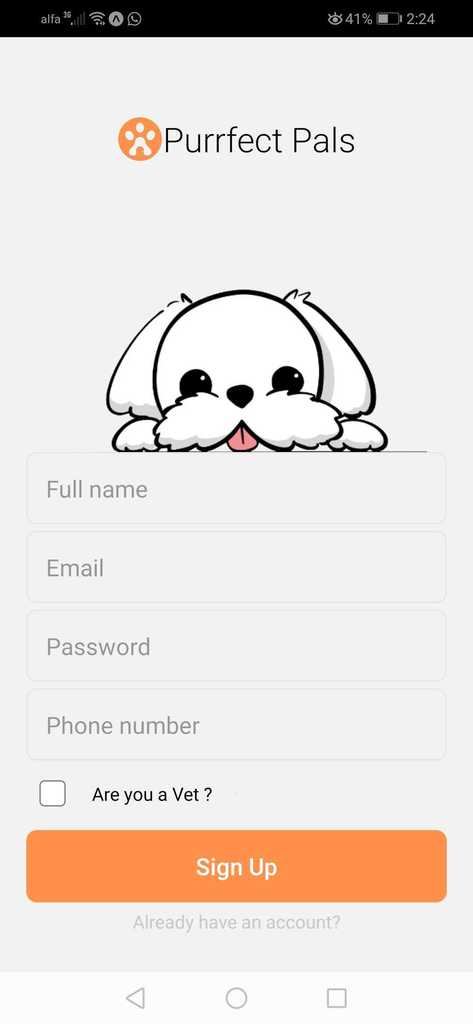 alfa 3G 41% 2:24
Purrfect Pals
Full name
Email
Password
Phone number
Are you a Vet ?
Sign Up
Already have an account?